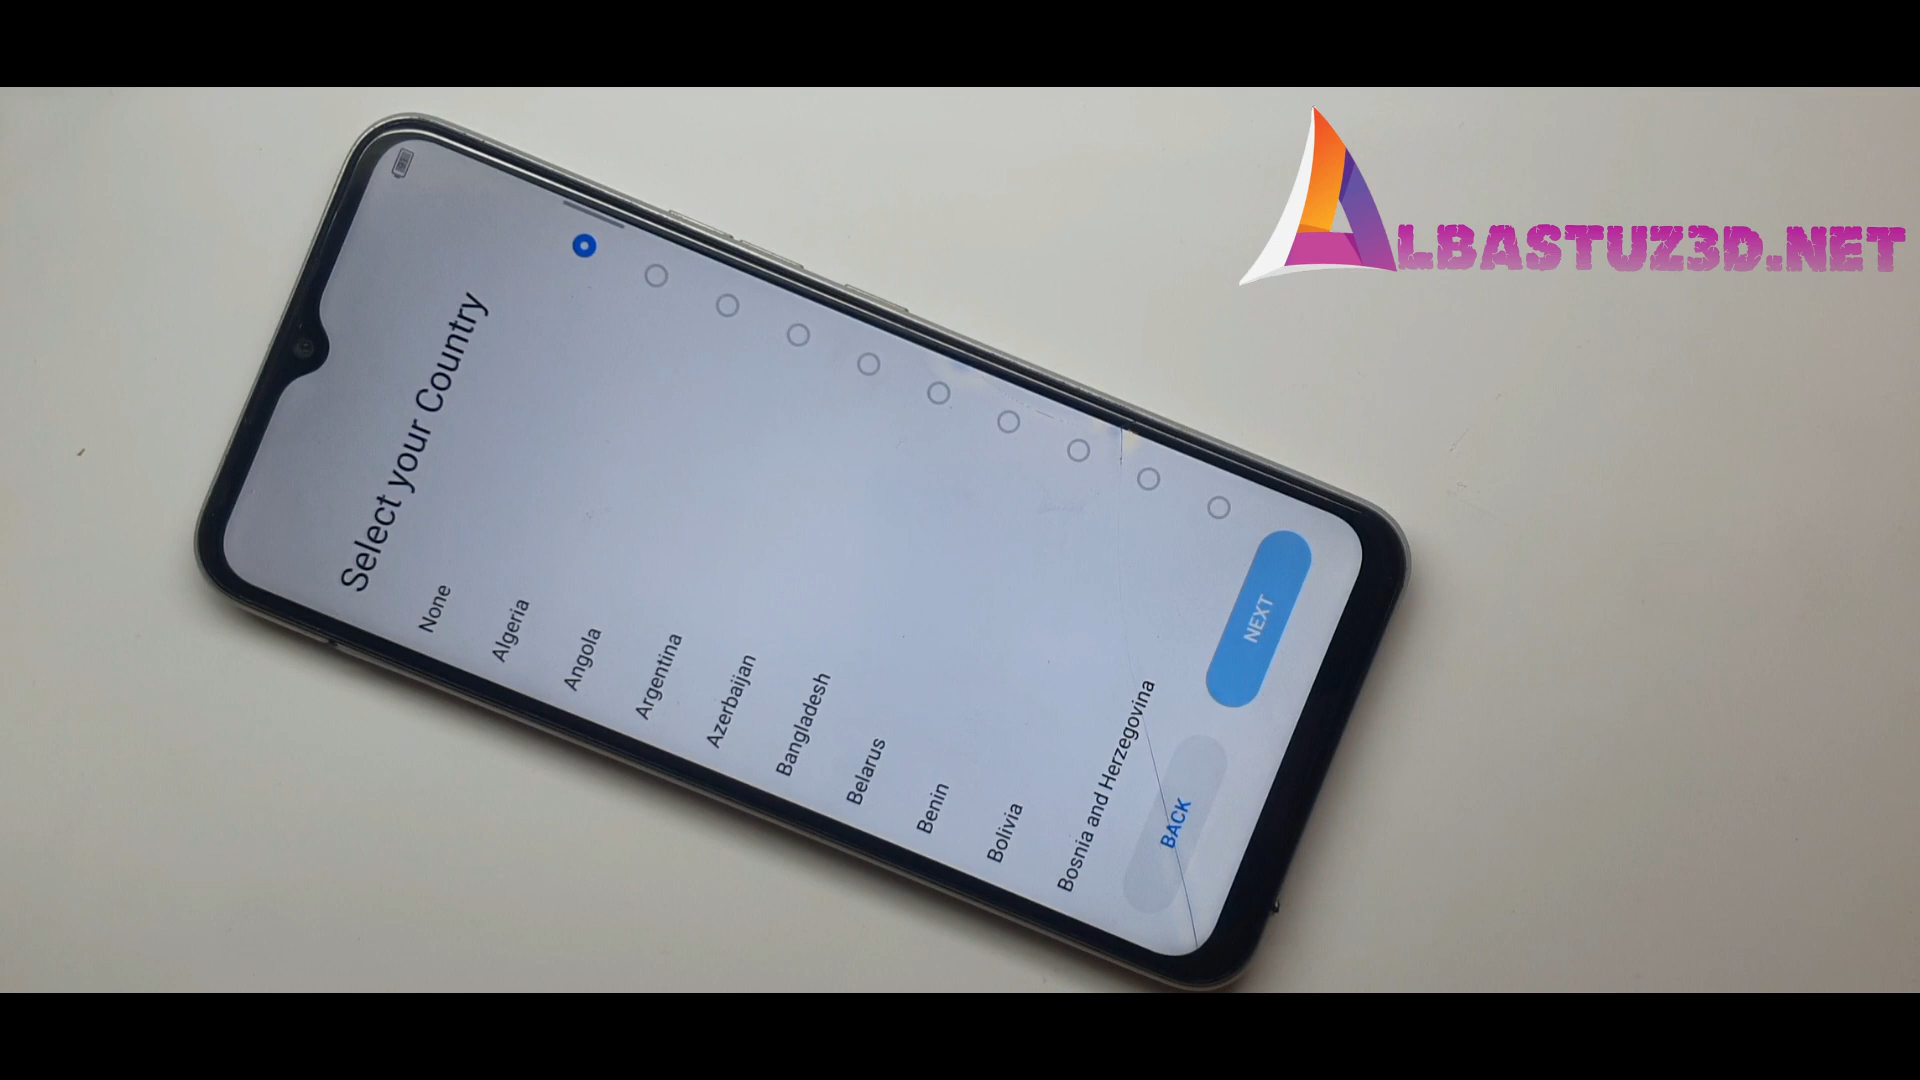 ALBASTUZ3D.NET
Select your Country
None
Algeria
Angola
Argentina
Azerbaijan
Bangladesh
Belarus
Benin
Bolivia
Bosnia and Herzegovina
BACK
NEXT